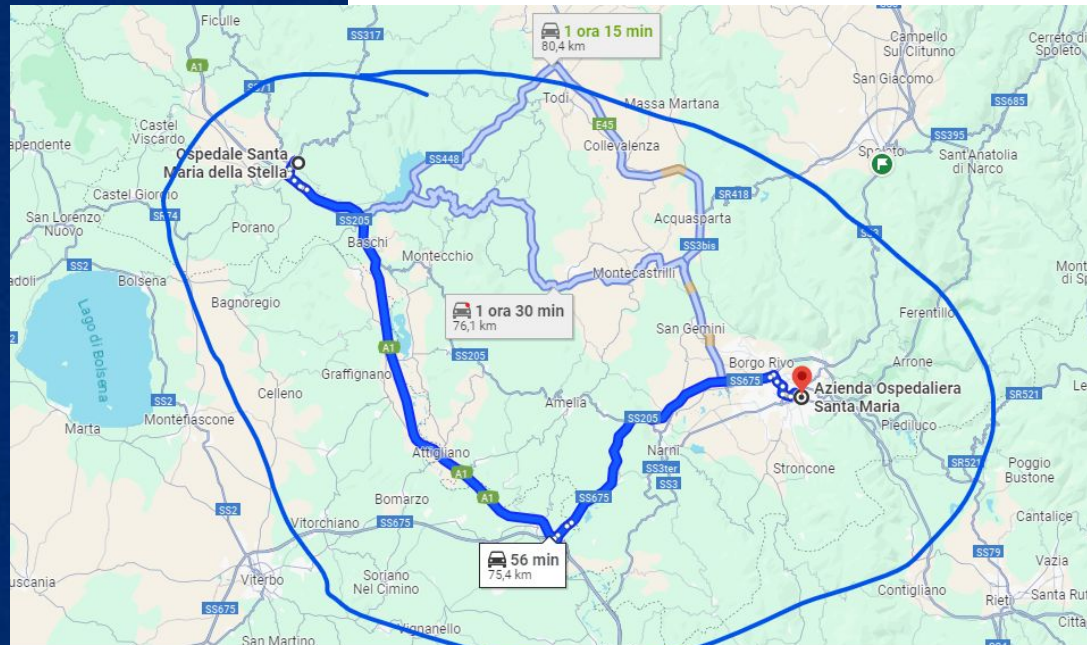 Ficulle
SS317
1 ora 15 min
80,4 km
Campello
Sul Clitunno
Cerreto di
Spoleto
A1
SS71
Todi
Massa Martana
San Giacomo
SS685
E45
Collevalenza
Castel
Viscardo
Ospedale Santa
Maria della Stella
SS448
Spoleto
SS395
Sant'Anatolia
di Narco
Castel Giorgio
SR74
San Lorenzo
Nuovo
Porano
SS205
Baschi
Acquasparta
SR418
SS3
SS2
Bolsena
Montecchio
SS3bis
Montecastrilli
Bagnoregio
1 ora 30 min
76,1 km
Ferentillo
Lago di Bolsena
San Gemini
A1
SS205
Borgo Rivo
Arrone
Graffignano
SS675
Azienda Ospedaliera
Santa Maria
Celleno
SS2
Amelia
SS205
SR521
Montefiascone
Marta
Piediluco
Narni
Attigliano
SS3ter
SS3
Stroncone
SR521
Poggio
Bustone
A1
A1
Bomarzo
SS675
SS2
Vitorchiano
SS675
Cantalice
56 min
75,4 km
SS79
Vazia
Viterbo
Soriano
Nel Cimino
Contigliano
Rieti
SS675
Vignanello
San Martino